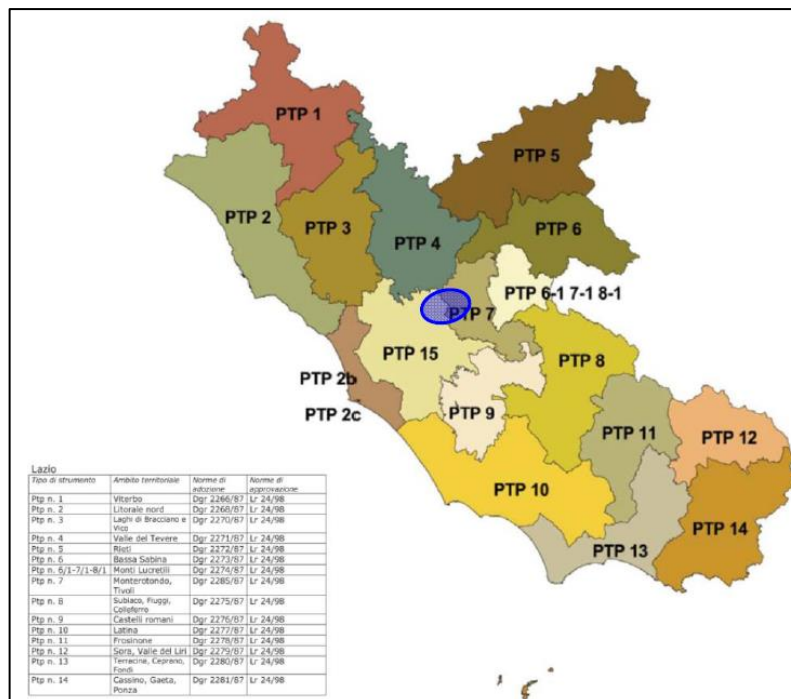 PTP 1
PTP 5
PTP 2
PTP 3
PTP 4
PTP 6
PTP 6-1 7-1 8-1
PTP 7
PTP 15
PTP 8
PTP 2b
PTP 2c
PTP 9
PTP 11
PTP 12
PTP 10
PTP 14
PTP 13
Lazio
Tipo di strumento Ambito territoriale Norme di adozione Norme di approvazione
Ptp n. 1 Viterbo Dgr 2266/87 Lr 24/98
Ptp n. 2 Litorale nord Dgr 2268/87 Lr 24/98
Ptp n. 3 Laghi di Bracciano e Vico Dgr 2270/87 Lr 24/98
Ptp n. 4 Valle del Tevere Dgr 2271/87 Lr 24/98
Ptp n. 5 Rieti Dgr 2272/87 Lr 24/98
Ptp n. 6 Bassa Sabina Dgr 2273/87 Lr 24/98
Ptp n. 6/1-7/1-8/1 Monti Lucretili Dgr 2274/87 Lr 24/98
Ptp n. 7 Monterotondo, Tivoli Dgr 2285/87 Lr 24/98
Ptp n. 8 Subiaco, Fiuggi, Colleferro Dgr 2275/87 Lr 24/98
Ptp n. 9 Castelli romani Dgr 2276/87 Lr 24/98
Ptp n. 10 Latina Dgr 2277/87 Lr 24/98
Ptp n. 11 Frosinone Dgr 2278/87 Lr 24/98
Ptp n. 12 Sora, Valle del Liri Dgr 2279/87 Lr 24/98
Ptp n. 13 Terracina, Ceprano, Fondi Dgr 2280/87 Lr 24/98
Ptp n. 14 Cassino, Gaeta, Ponza Dgr 2281/87 Lr 24/98